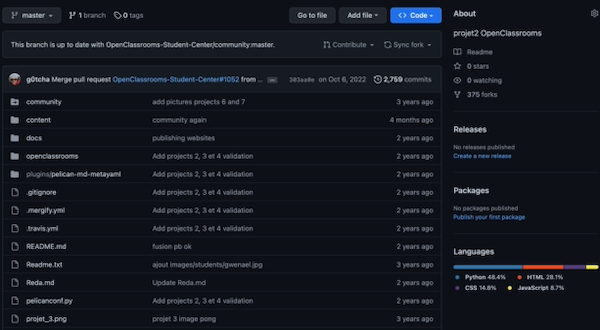 master
1 branch
0 tags
Go to file
Add file
Code
This branch is up to date with OpenClassrooms-Student-Center/community:master.
Contribute
Sync fork
g0tcha Merge pull request OpenClassrooms-Student-Center#1052 from ...
on Oct 6, 2022
2,759 commits
community add pictures projects 6 and 7 3 years ago
content community again 4 months ago
docs publishing websites 2 years ago
openclassrooms Add projects 2, 3 et 4 validation 2 years ago
plugins/pelican-md-metayaml Add projects 2, 3 et 4 validation 2 years ago
.gitignore Add projects 2, 3 et 4 validation 2 years ago
.mergify.yml Add projects 2, 3 et 4 validation 2 years ago
.travis.yml Add projects 2, 3 et 4 validation 2 years ago
README.md fusion pb ok 2 years ago
Readme.txt ajout images/students/gwenael.jpg 3 years ago
Reda.md Update Reda.md 2 years ago
pelicanconf.py Add projects 2, 3 et 4 validation 2 years ago
projet_3.png projet 3 image pong 3 years ago
About
projet2 OpenClassrooms
Readme
0 stars
0 watching
375 forks
Releases
No releases published
Create a new release
Packages
No packages published
Publish your first package
Languages
Python 48.4% HTML 28.1%
CSS 14.8% JavaScript 8.7%